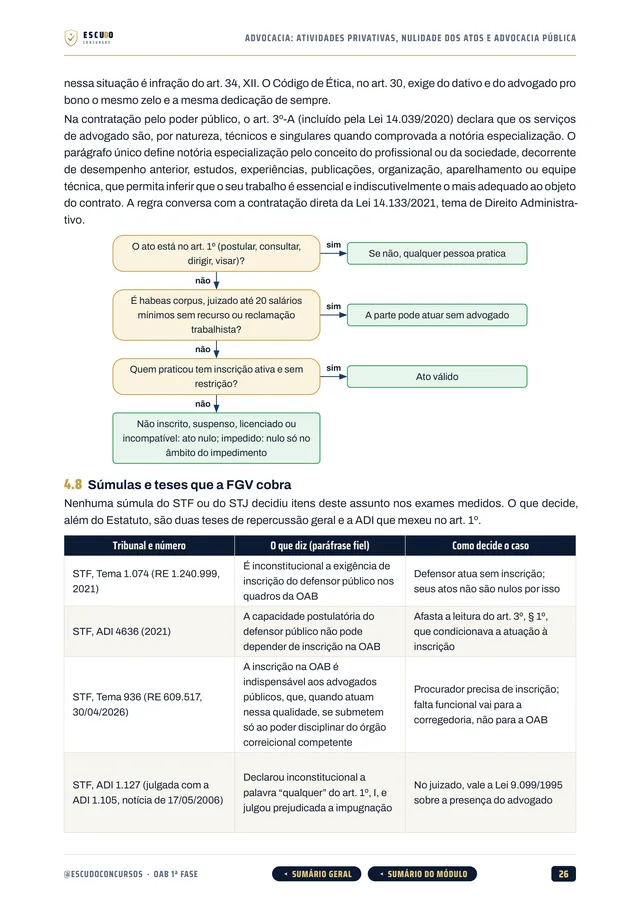 ESCUDO
CONCURSOS
ADVOCACIA: ATIVIDADES PRIVATIVAS, NULIDADE DOS ATOS E ADVOCACIA PÚBLICA
nessa situação é infração do art. 34, XII. O Código de Ética, no art. 30, exige do dativo e do advogado pro
bono o mesmo zelo e a mesma dedicação de sempre.
Na contratação pelo poder público, o art. 3º-A (incluído pela Lei 14.039/2020) declara que os serviços
de advogado são, por natureza, técnicos e singulares quando comprovada a notória especialização. O
parágrafo único define notória especialização pelo conceito do profissional ou da sociedade, decorrente
de desempenho anterior, estudos, experiências, publicações, organização, aparelhamento ou equipe
técnica, que permita inferir que o seu trabalho é essencial e indiscutivelmente o mais adequado ao objeto
do contrato. A regra conversa com a contratação direta da Lei 14.133/2021, tema de Direito Administra-
tivo.
O ato está no art. 1º (postular, consultar,
dirigir, visar)?
sim
Se não, qualquer pessoa pratica
não
É habeas corpus, juizado até 20 salários
mínimos sem recurso ou reclamação
trabalhista?
sim
A parte pode atuar sem advogado
não
Quem praticou tem inscrição ativa e sem
restrição?
sim
Ato válido
não
Não inscrito, suspenso, licenciado ou
incompatível: ato nulo; impedido: nulo só no
âmbito do impedimento
4.8 Súmulas e teses que a FGV cobra
Nenhuma súmula do STF ou do STJ decidiu itens deste assunto nos exames medidos. O que decide,
além do Estatuto, são duas teses de repercussão geral e a ADI que mexeu no art. 1º.
Tribunal e número
O que diz (paráfrase fiel)
Como decide o caso
STF, Tema 1.074 (RE 1.240.999,
2021)
É inconstitucional a exigência de
inscrição do defensor público nos
quadros da OAB
Defensor atua sem inscrição;
seus atos não são nulos por isso
STF, ADI 4636 (2021)
A capacidade postulatória do
defensor público não pode
depender de inscrição na OAB
Afasta a leitura do art. 3º, § 1º,
que condicionava a atuação à
inscrição
STF, Tema 936 (RE 609.517,
30/04/2026)
A inscrição na OAB é
indispensável aos advogados
públicos, que, quando atuam
nessa qualidade, se submetem
só ao poder disciplinar do órgão
correicional competente
Procurador precisa de inscrição;
falta funcional vai para a
corregedoria, não para a OAB
STF, ADI 1.127 (julgada com a
ADI 1.105, notícia de 17/05/2006)
Declarou inconstitucional a
palavra “qualquer” do art. 1º, I, e
julgou prejudicada a impugnação
No juizado, vale a Lei 9.099/1995
sobre a presença do advogado
@ESCUDOCONCURSOS · OAB 1ª FASE
SUMÁRIO GERAL
SUMÁRIO DO MÓDULO
26